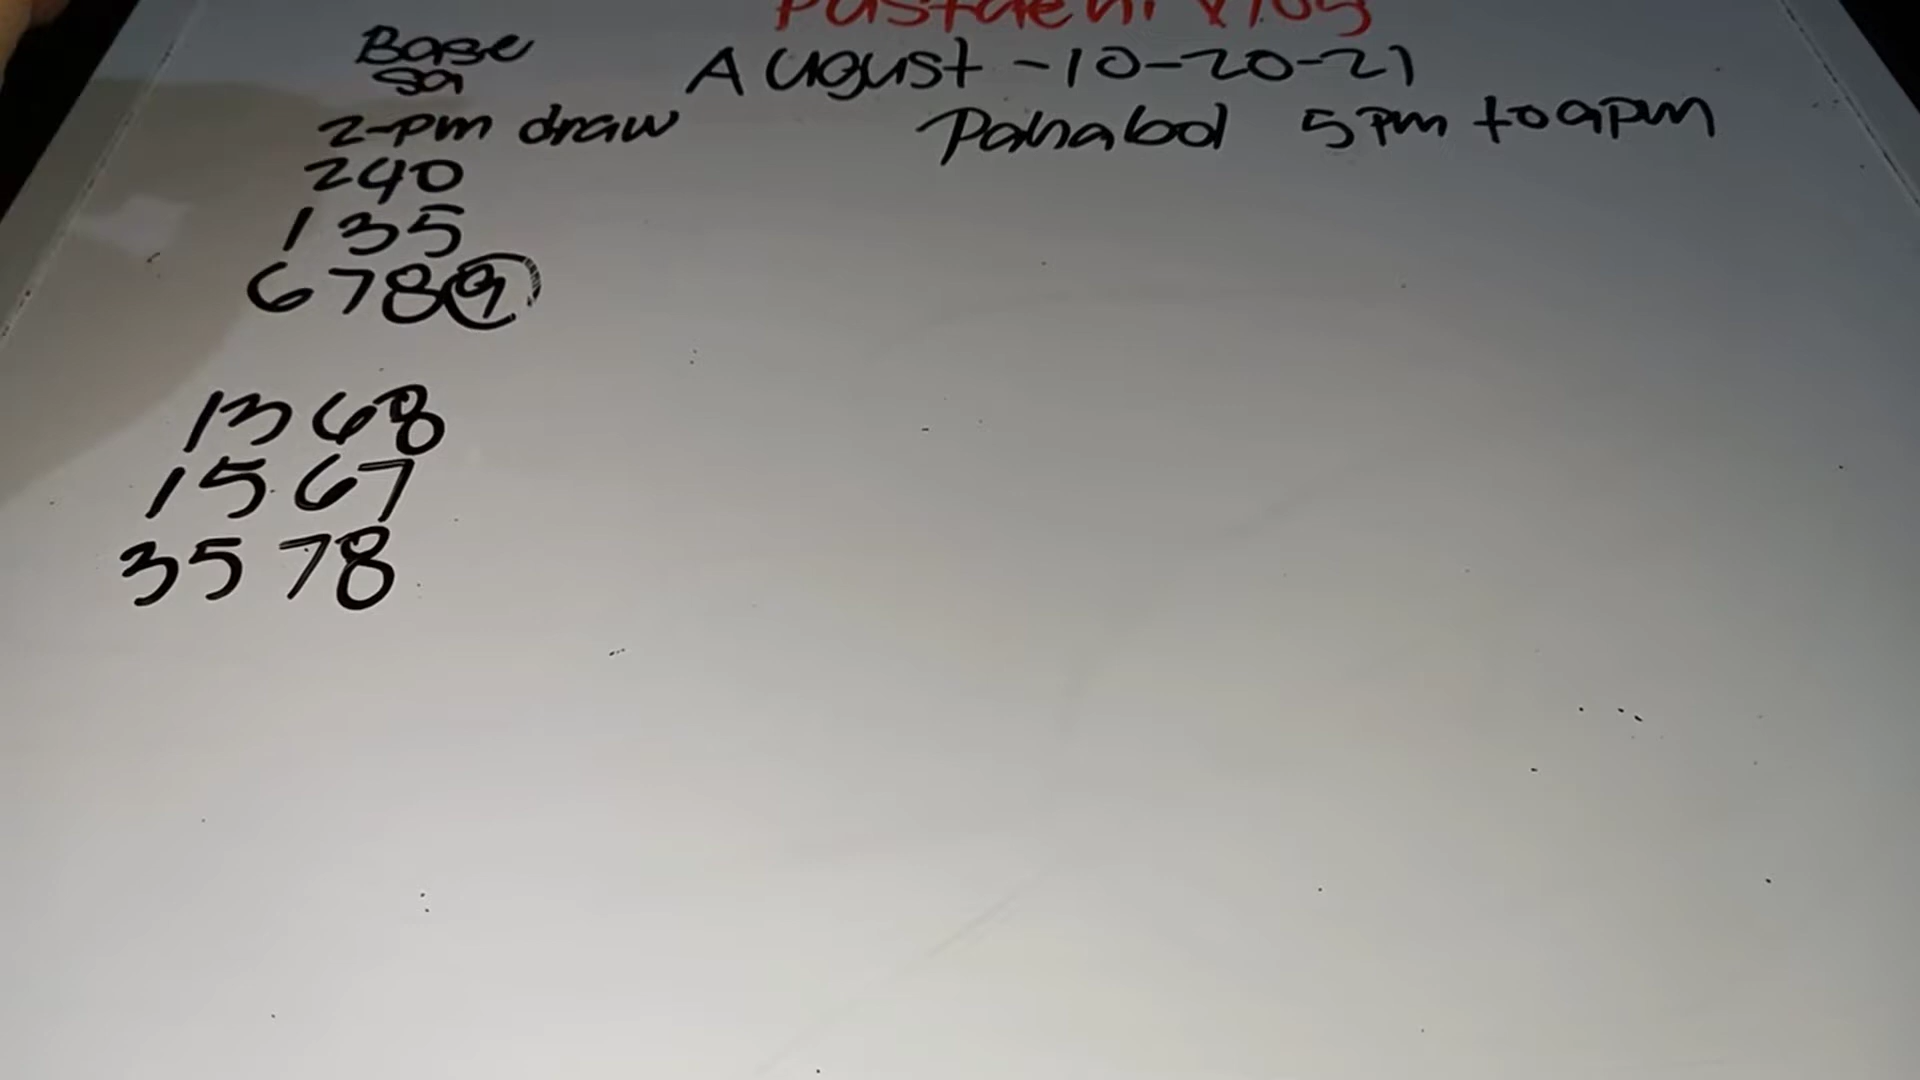 Vlog
Base
sa
August -10-20-21
2-pm draw
Pahabol 5pm to 9pm
240
135
6789
1368
1567
3578